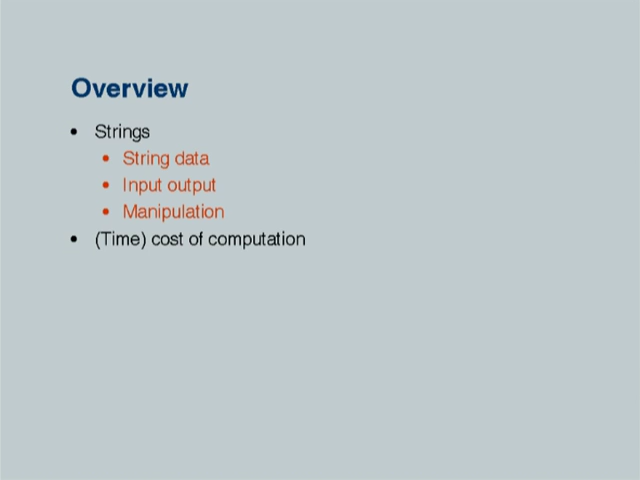 Overview
• Strings
• String data
• Input output
• Manipulation
• (Time) cost of computation